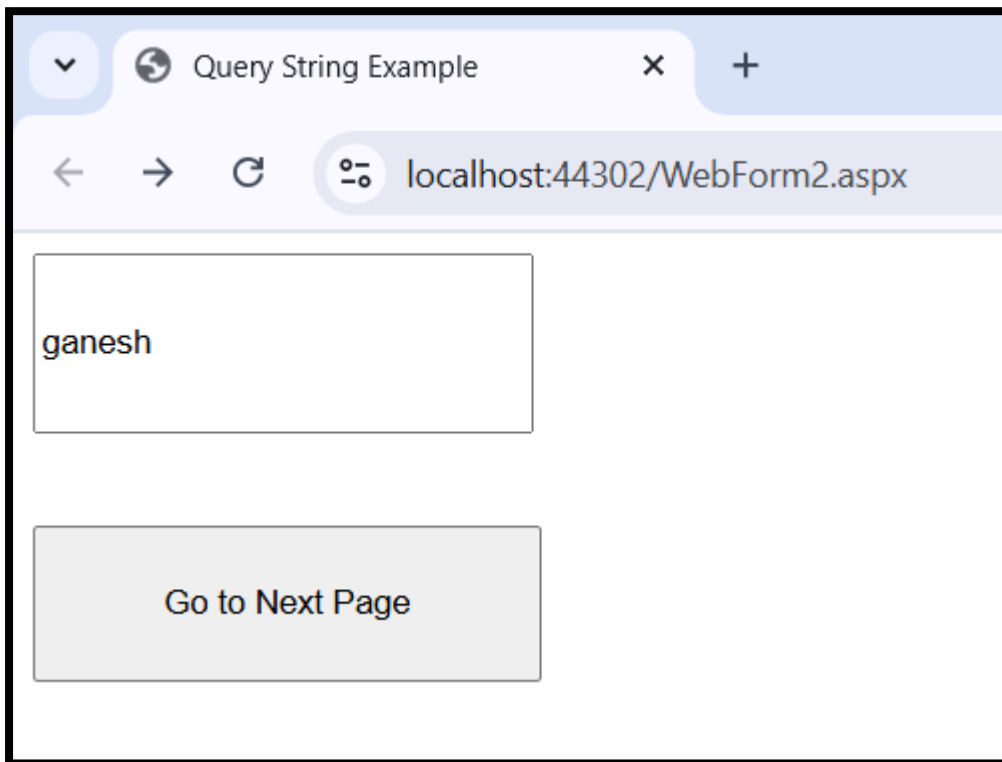 Query String Example
localhost:44302/WebForm2.aspx
ganesh
Go to Next Page